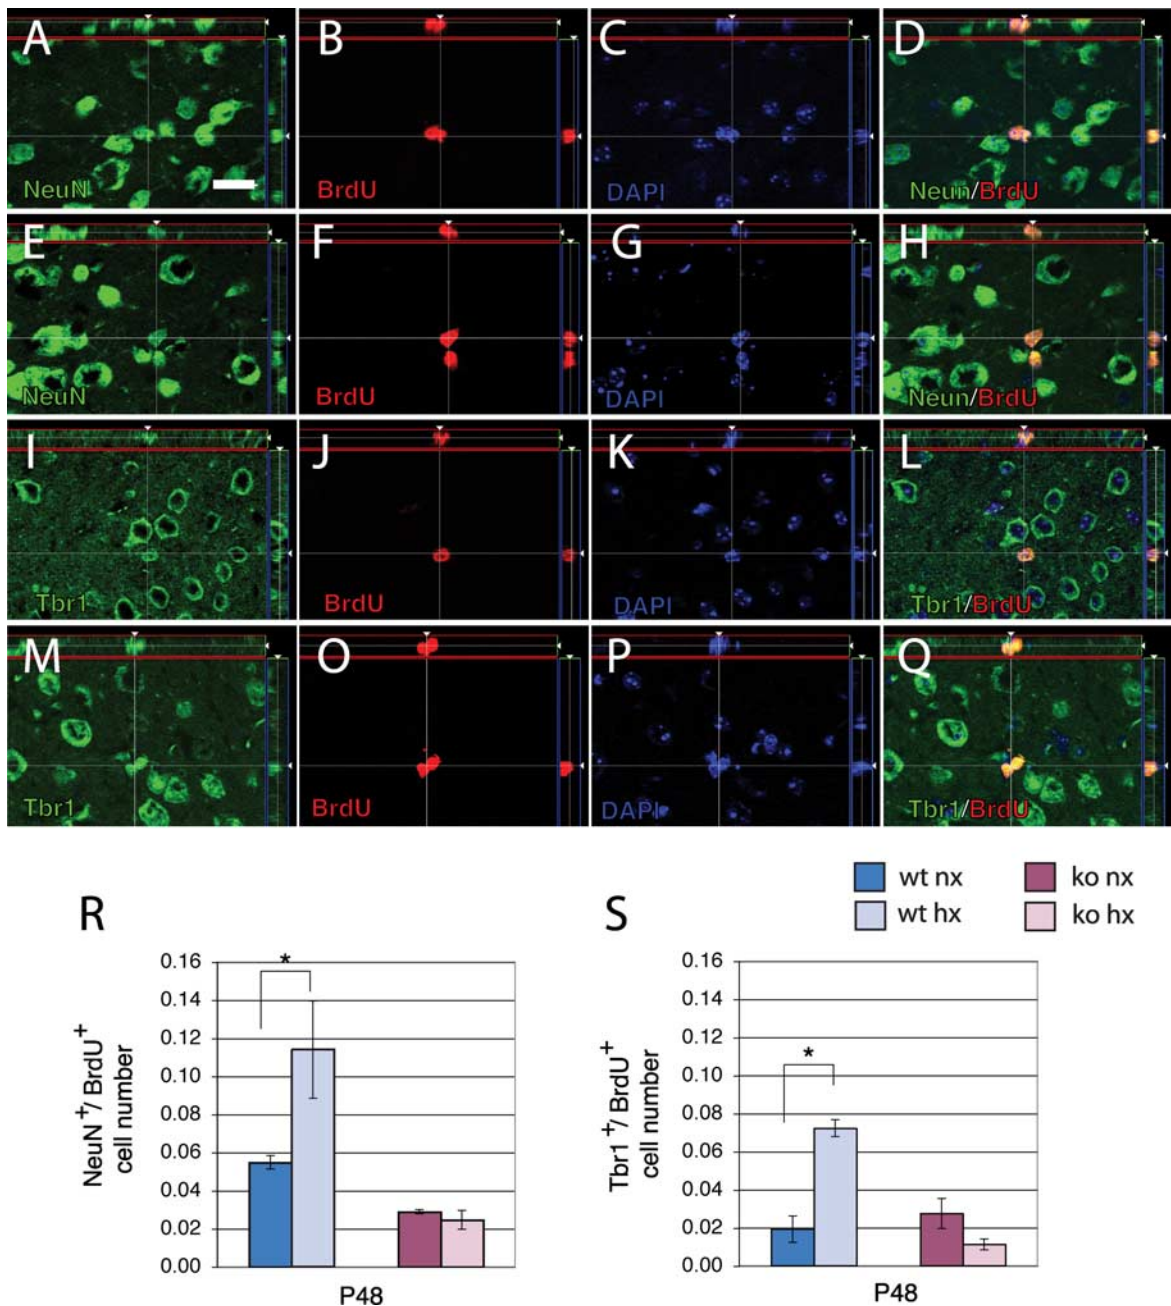 A B C D
NeuN BrdU DAPI Neun/BrdU
E F G H
NeuN BrdU DAPI Neun/BrdU
I J K L
Tbr1 BrdU DAPI Tbr1/BrdU
M O P Q
Tbr1 BrdU DAPI Tbr1/BrdU
wt nx ko nx
wt hx ko hx
R
NeuN⁺/BrdU⁺
cell number
0.16
0.14
0.12
0.10
0.08
0.06
0.04
0.02
0.00
*
P48
S
Tbr1⁺/BrdU⁺
cell number
0.16
0.14
0.12
0.10
0.08
0.06
0.04
0.02
0.00
*
P48